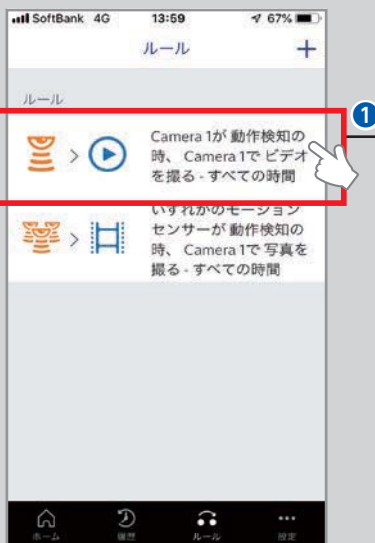 SoftBank 4G 13:59 67%
ルール +
ルール
Camera 1が 動作検知の
時、 Camera 1で ビデオ
を撮る - すべての時間
1
いずれかのモーション
センサーが 動作検知の
時、 Camera 1で 写真を
撮る - すべての時間
ホーム 履歴 ルール 設定